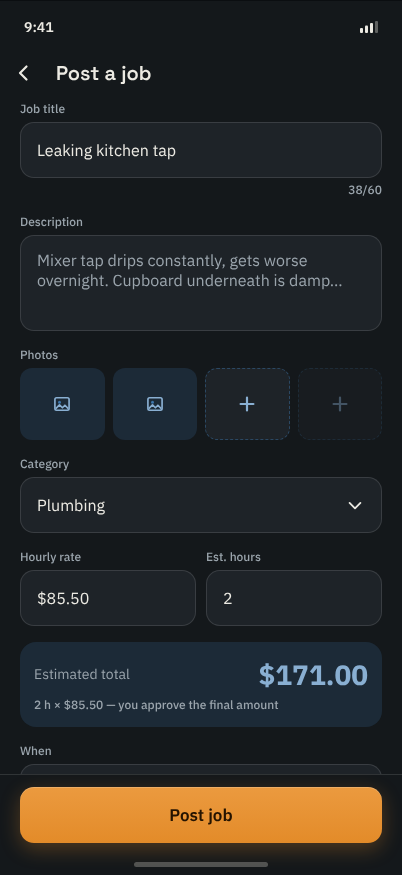 9:41
Post a job
Job title
Leaking kitchen tap
38/60
Description
Mixer tap drips constantly, gets worse
overnight. Cupboard underneath is damp...
Photos
Category
Plumbing
Hourly rate
Est. hours
$85.50
2
Estimated total
$171.00
2 h × $85.50 — you approve the final amount
When
Post job